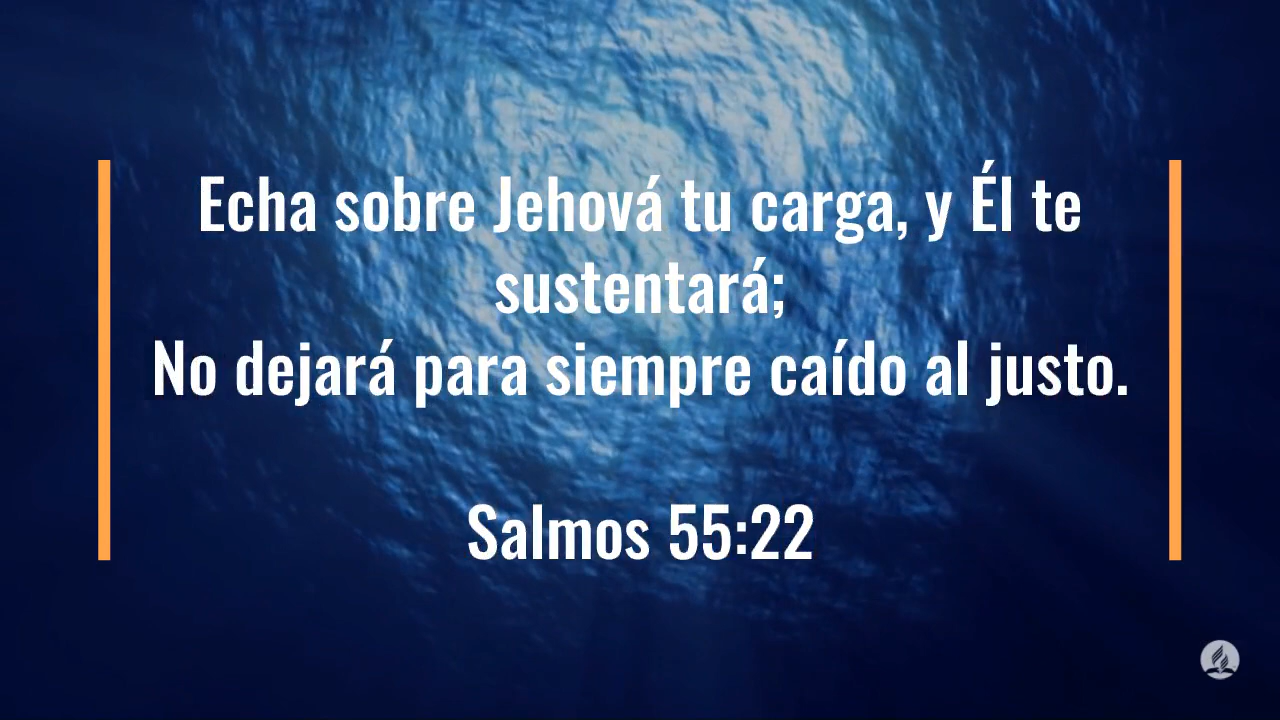 Echa sobre Jehová tu carga, y Él te
sustentará;
No dejará para siempre caído al justo.
Salmos 55:22